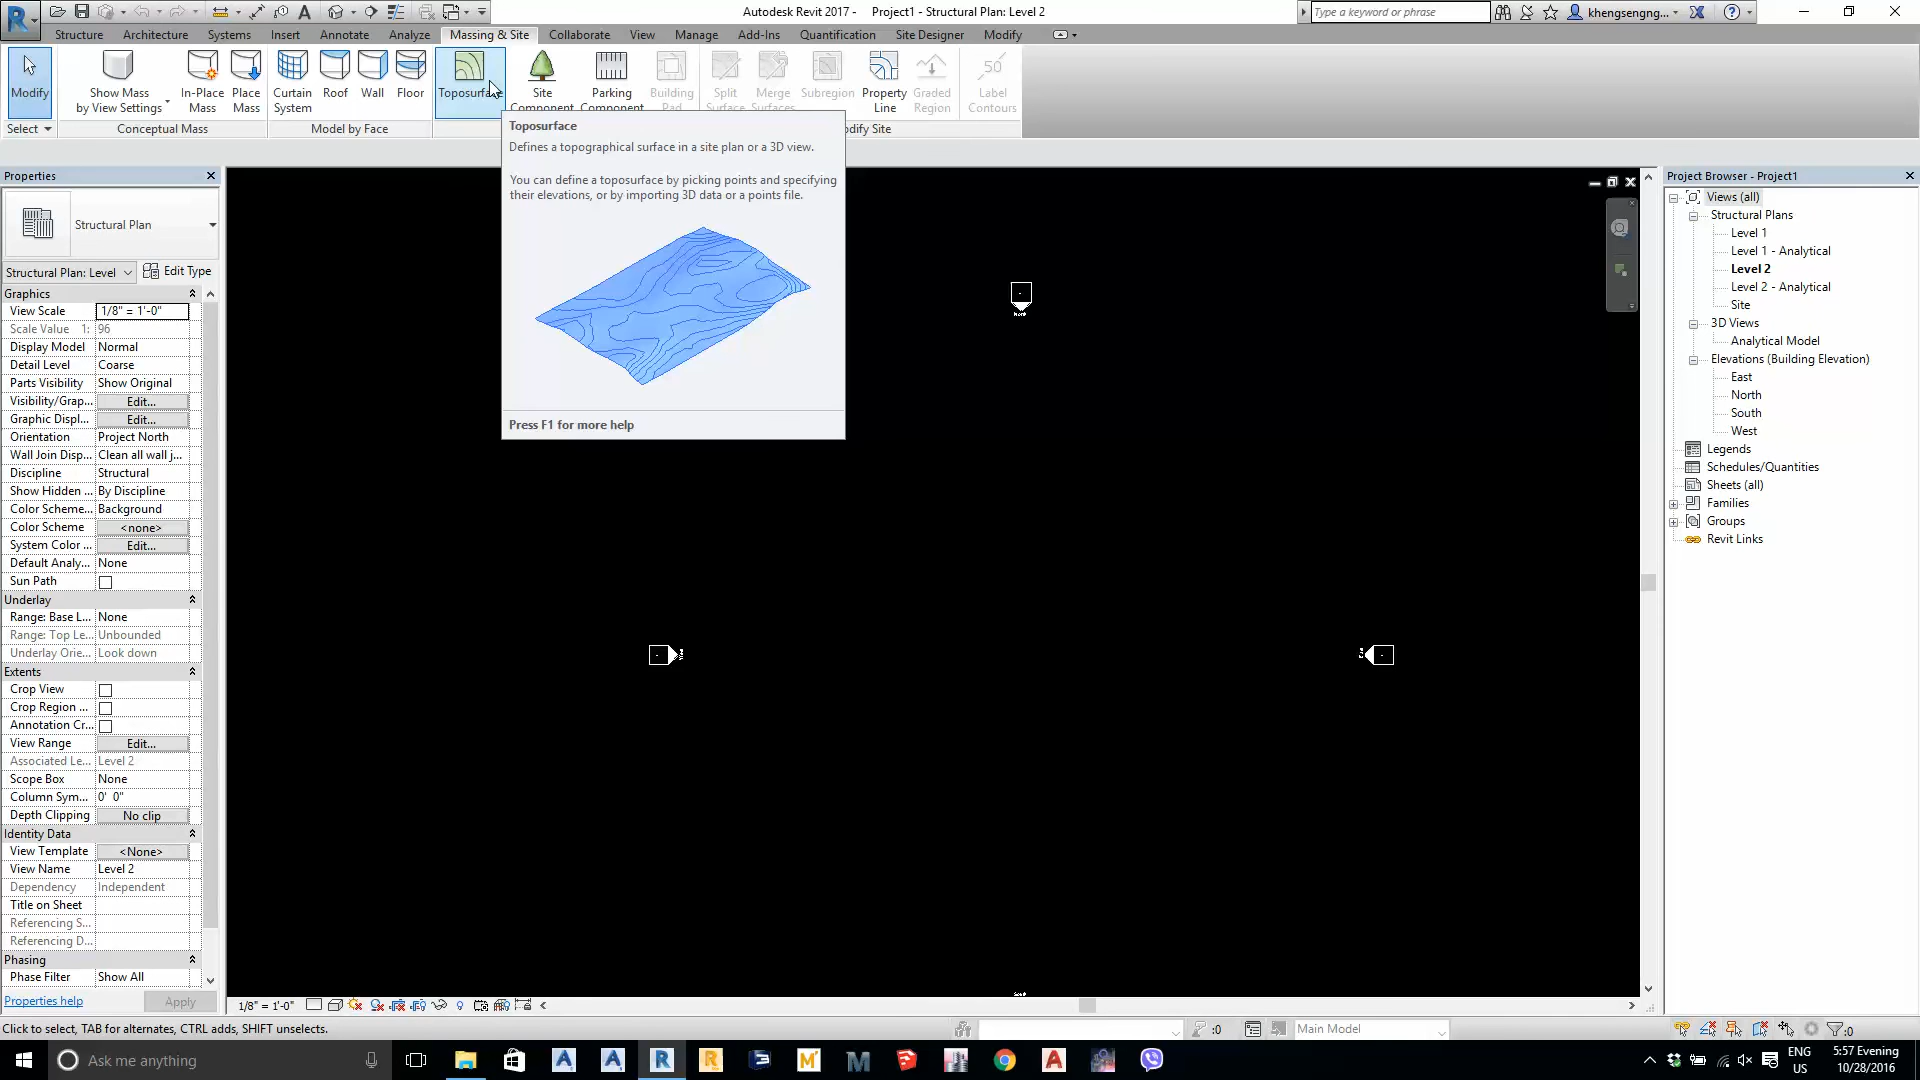 Autodesk Revit 2017 -     Project1 - Structural Plan: Level 2
Type a keyword or phrase
khengsengng...
Structure
Architecture
Systems
Insert
Annotate
Analyze
Massing & Site
Collaborate
View
Manage
Add-Ins
Quantification
Site Designer
Modify
Modify
Show Mass
by View Settings
In-Place
Mass
Place
Mass
Curtain
System
Roof
Wall
Floor
Site
Component
Parking
Component
Building
Pad
Split
Surface
Merge
Surfaces
Subregion
Property
Line
Graded
Region
50
Label
Contours
Select
Conceptual Mass
Model by Face
Toposurface
Defines a topographical surface in a site plan or a 3D view.
You can define a toposurface by picking points and specifying
their elevations, or by importing 3D data or a points file.
Press F1 for more help
Properties
Structural Plan
Structural Plan: Level
Edit Type
Graphics
View Scale 1/8" = 1'-0"
Scale Value 1: 96
Display Model Normal
Detail Level Coarse
Parts Visibility Show Original
Visibility/Grap... Edit...
Graphic Displ... Edit...
Orientation Project North
Wall Join Disp... Clean all wall j...
Discipline Structural
Show Hidden ... By Discipline
Color Scheme... Background
Color Scheme <none>
System Color ... Edit...
Default Analy... None
Sun Path
Underlay
Range: Base L... None
Range: Top Le... Unbounded
Underlay Orie... Look down
Extents
Crop View
Crop Region ...
Annotation Cr...
View Range Edit...
Associated Le... Level 2
Scope Box None
Column Sym... 0' 0"
Depth Clipping No clip
Identity Data
View Template <None>
View Name Level 2
Dependency Independent
Title on Sheet
Referencing S...
Referencing D...
Phasing
Phase Filter Show All
Properties help
Apply
Project Browser - Project1
Views (all)
Structural Plans
Level 1
Level 1 - Analytical
Level 2
Level 2 - Analytical
Site
3D Views
Analytical Model
Elevations (Building Elevation)
East
North
South
West
Legends
Schedules/Quantities
Sheets (all)
Families
Groups
Revit Links
1/8" = 1'-0"
Click to select, TAB for alternates, CTRL adds, SHIFT unselects.
:0
Main Model
:0
Ask me anything
ENG
US
5:57 Evening
10/28/2016